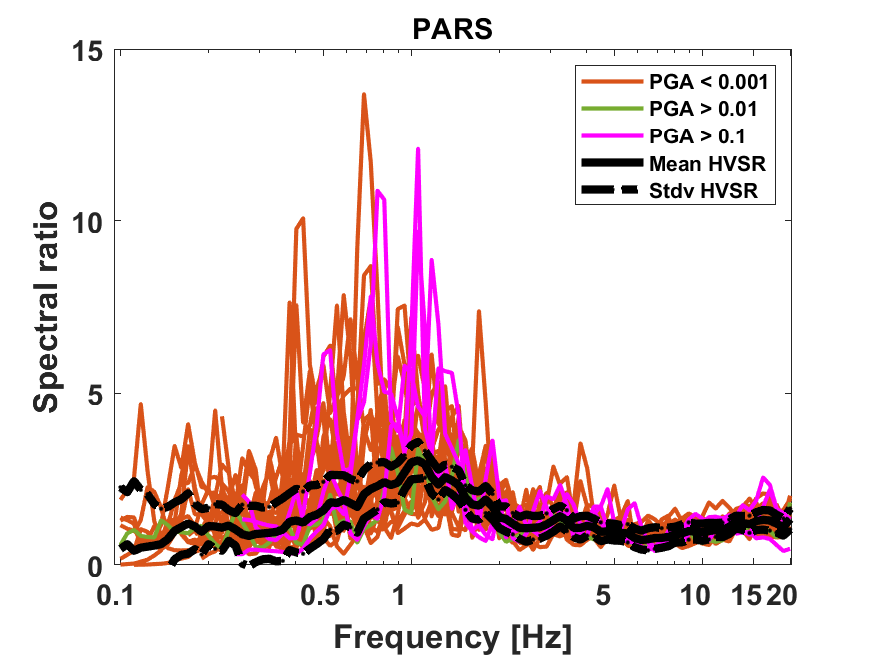 PARS
15
10
5
0
Spectral ratio
PGA < 0.001
PGA > 0.01
PGA > 0.1
Mean HVSR
Stdv HVSR
0.1 0.5 1 5 10 15 20
Frequency [Hz]